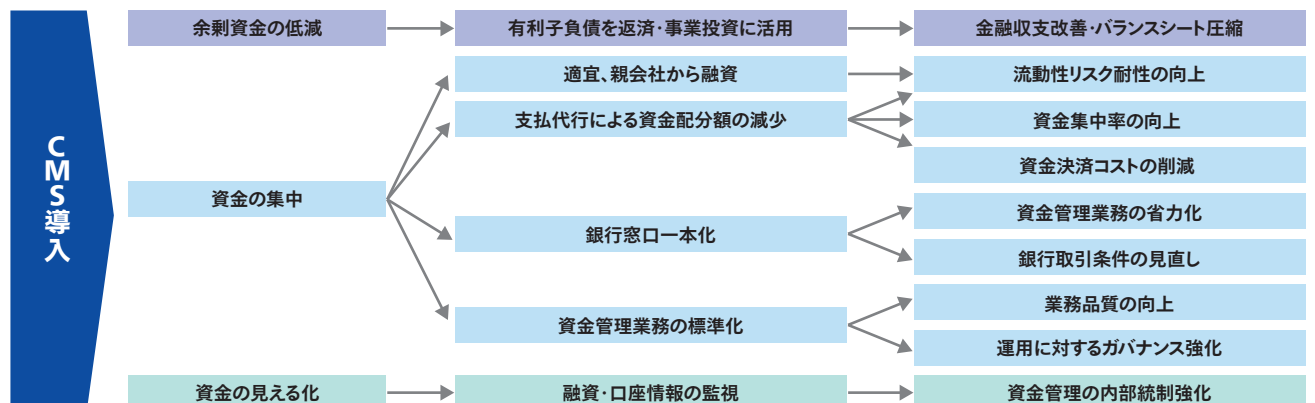 CMS導入
余剰資金の低減
有利子負債を返済・事業投資に活用
金融収支改善・バランスシート圧縮
資金の集中
適宜、親会社から融資
流動性リスク耐性の向上
支払代行による資金配分額の減少
資金集中率の向上
資金決済コストの削減
銀行窓口一本化
資金管理業務の省力化
銀行取引条件の見直し
資金管理業務の標準化
業務品質の向上
運用に対するガバナンス強化
資金の見える化
融資・口座情報の監視
資金管理の内部統制強化